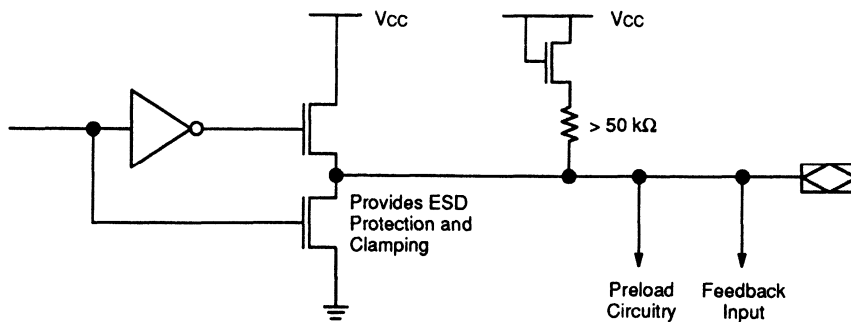 Vcc
Vcc
> 50 kΩ
Provides ESD
Protection and
Clamping
Preload
Circuitry
Feedback
Input